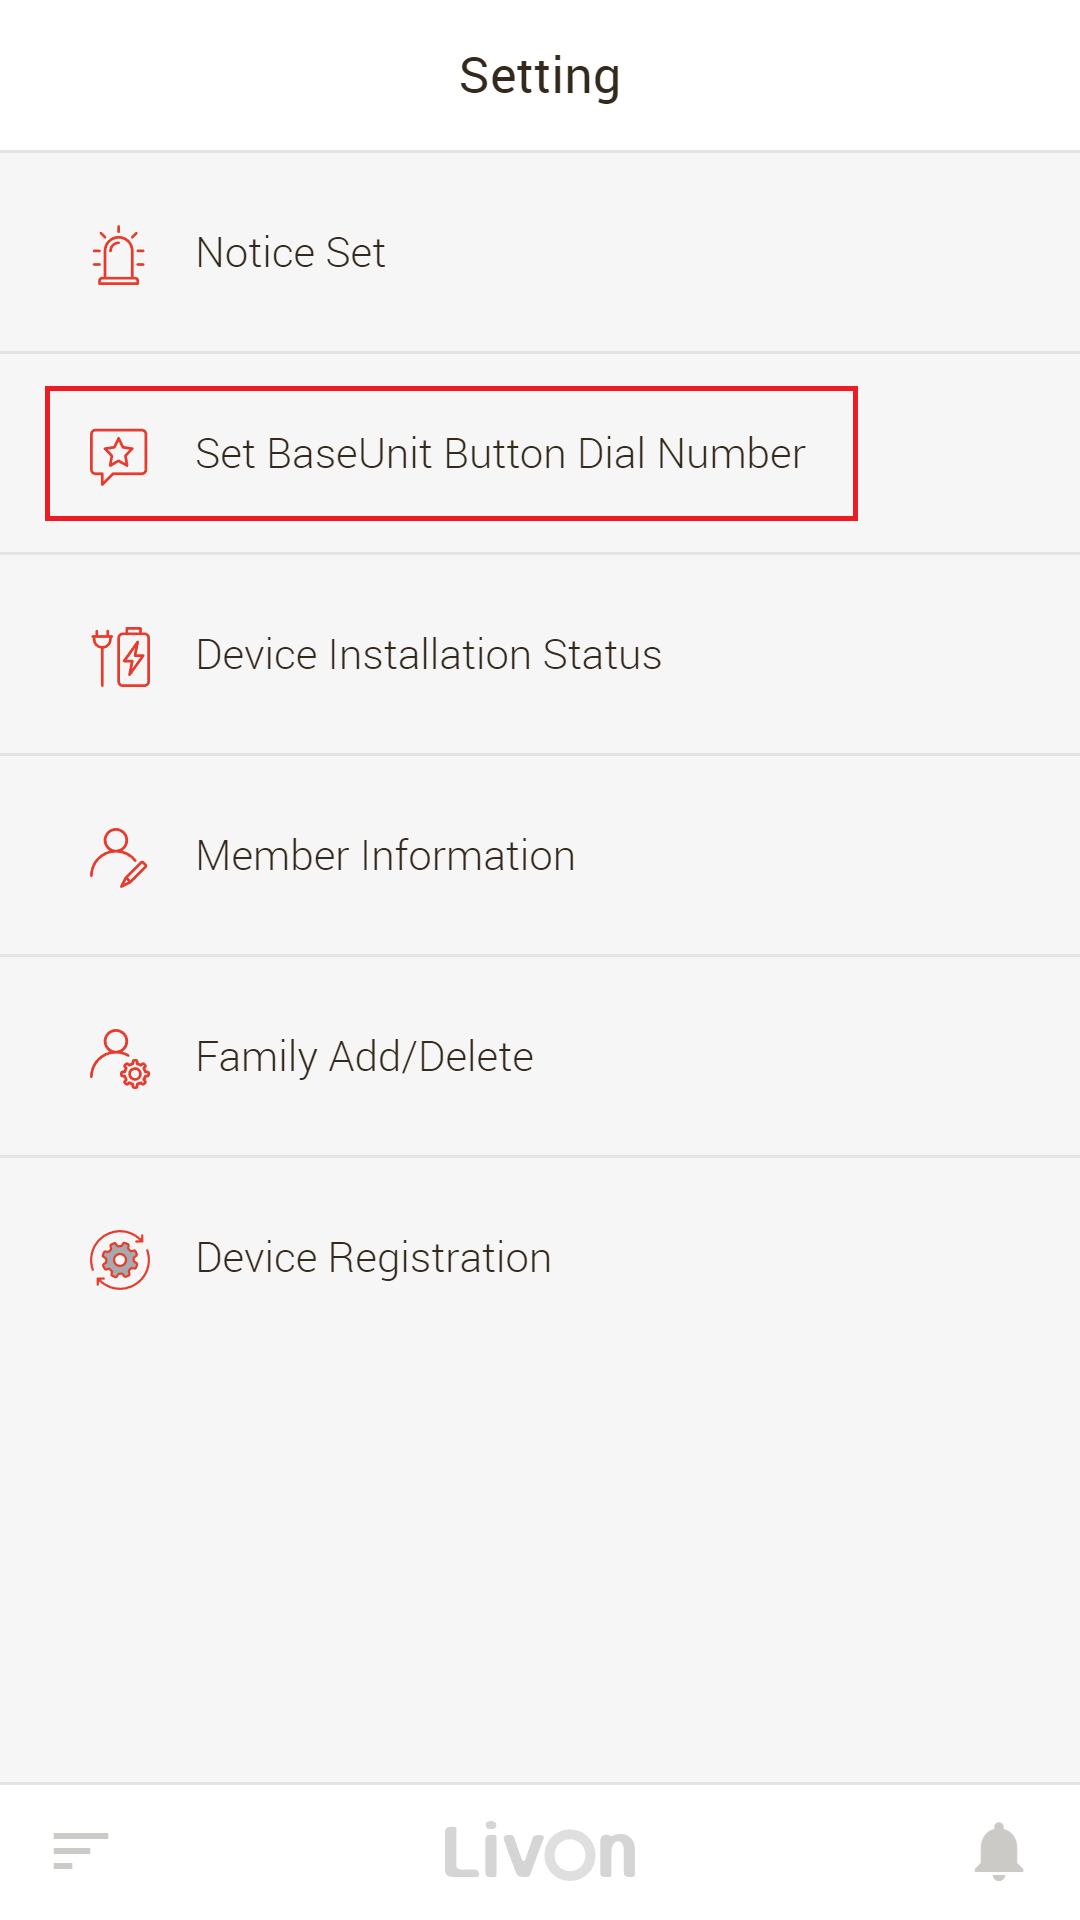 Setting
Notice Set
Set BaseUnit Button Dial Number
Device Installation Status
Member Information
Family Add/Delete
Device Registration
Livon